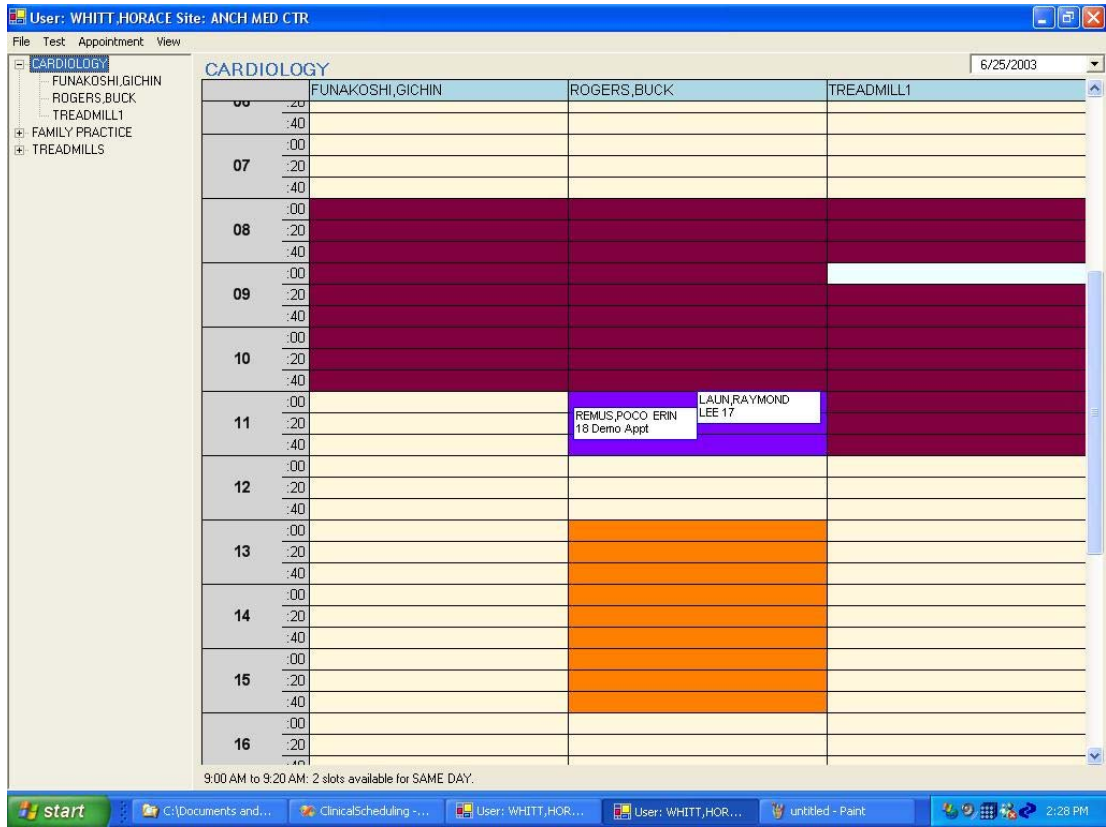 User: WHITT,HORACE Site: ANCH MED CTR
File Test Appointment View
CARDIOLOGY
FUNAKOSHI,GICHIN
ROGERS,BUCK
TREADMILL1
FAMILY PRACTICE
TREADMILLS
CARDIOLOGY
6/25/2003
FUNAKOSHI,GICHIN ROGERS,BUCK TREADMILL1
:20
:40
:00
07 :20
:40
:00
08 :20
:40
:00
09 :20
:40
:00
10 :20
:40
:00
11 :20
:40
LAUN,RAYMOND
LEE 17
REMUS,POCO ERIN
18 Demo Appt
:00
12 :20
:40
:00
13 :20
:40
:00
14 :20
:40
:00
15 :20
:40
:00
16 :20
9:00 AM to 9:20 AM: 2 slots available for SAME DAY.
start C:\Documents and... ClinicalScheduling -... User: WHITT,HOR... User: WHITT,HOR... untitled - Paint 2:28 PM